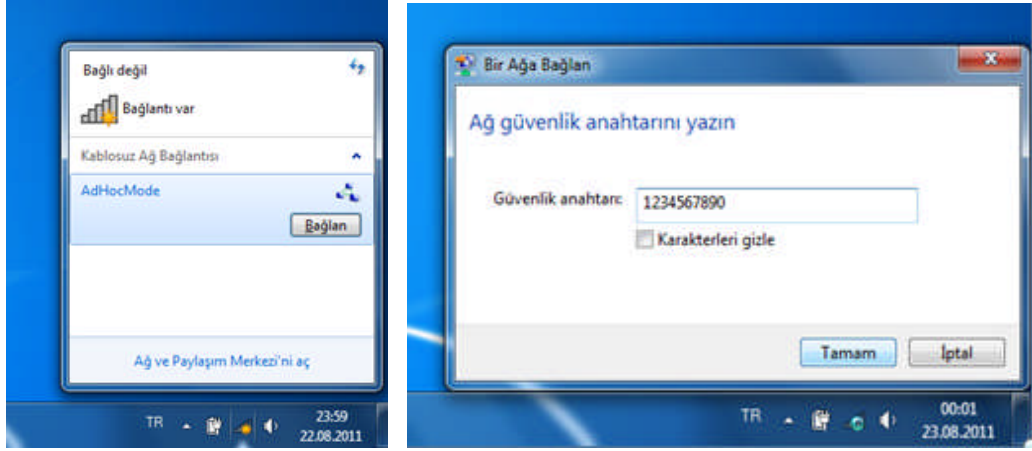 Bağlı değil
Bağlantı var
Kablosuz Ağ Bağlantısı
AdHocMode
Bağlan
Ağ ve Paylaşım Merkezi'ni aç
TR
23:59
22.08.2011
Bir Ağa Bağlan
Ağ güvenlik anahtarını yazın
Güvenlik anahtarı:
1234567890
Karakterleri gizle
Tamam
İptal
TR
00:01
23.08.2011